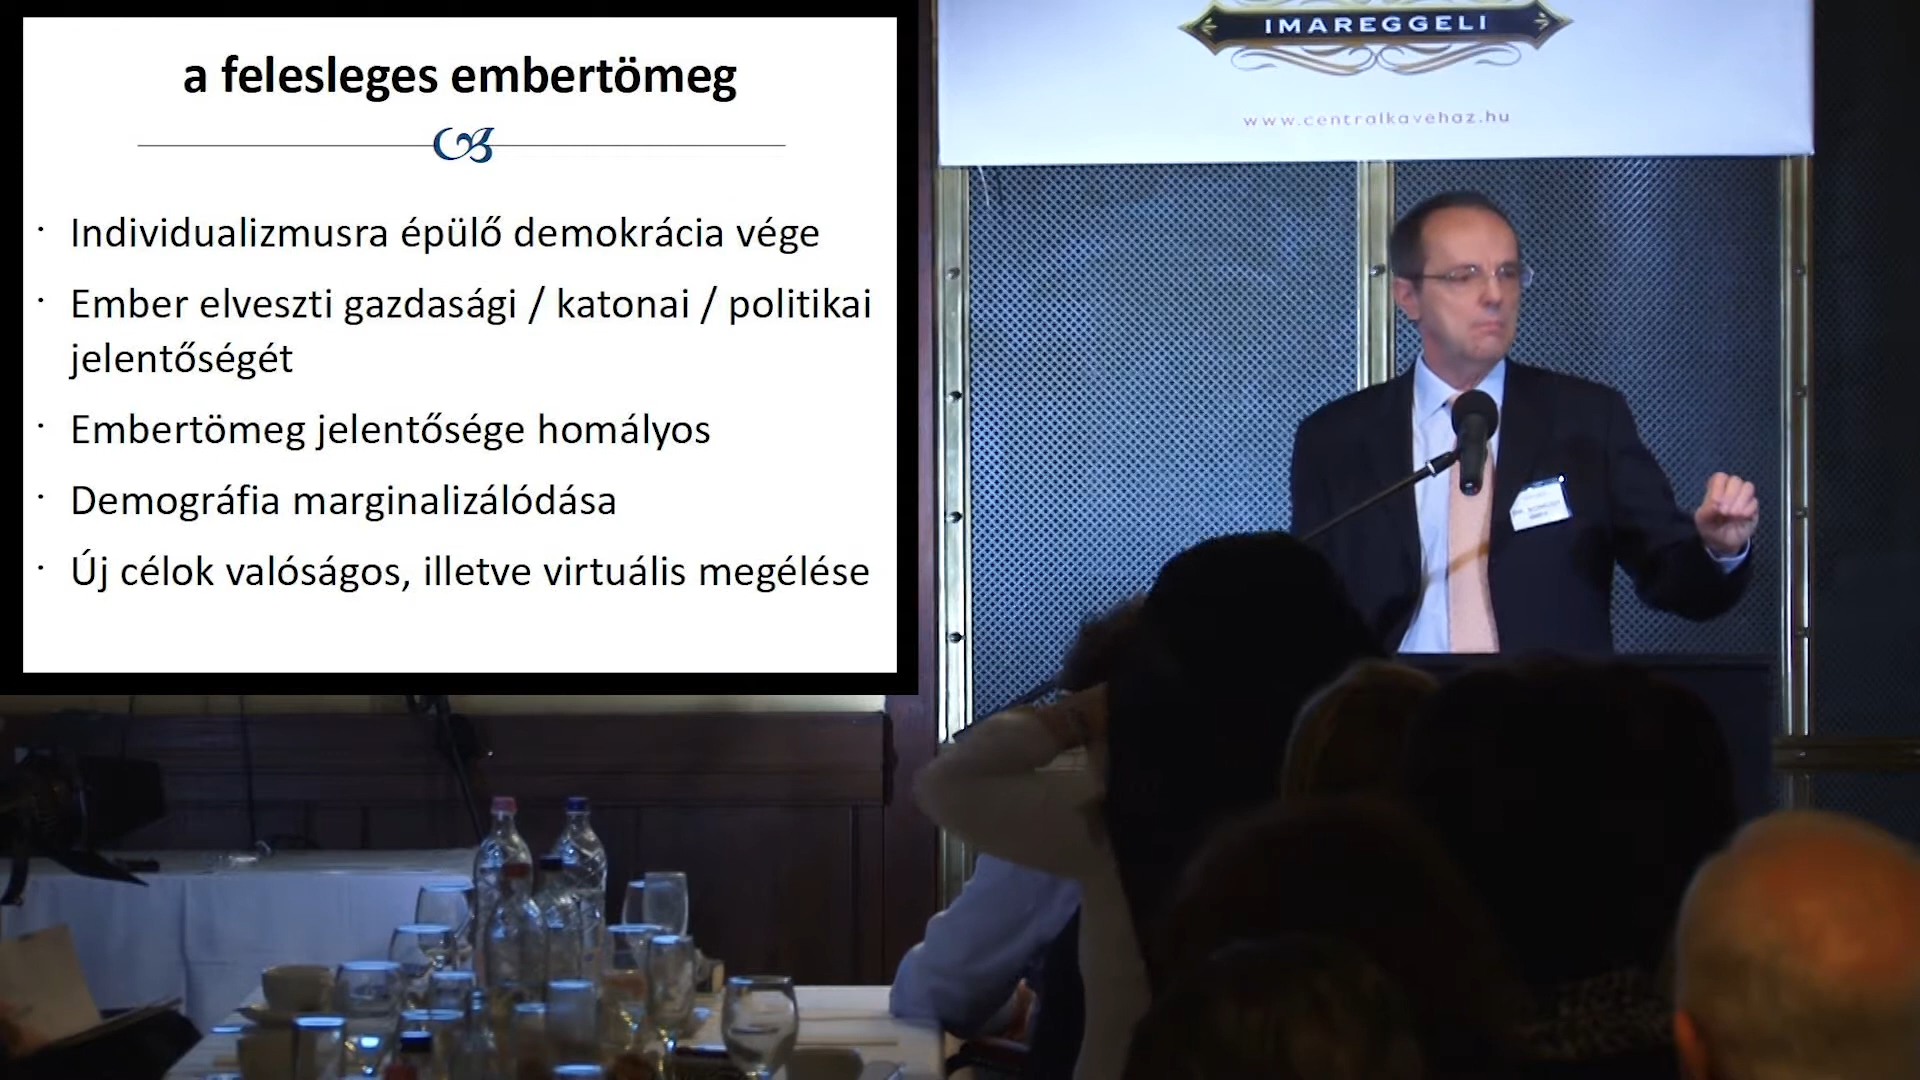 a felesleges embertömeg
Individualizmusra épülő demokrácia vége
Ember elveszti gazdasági / katonai / politikai
jelentőségét
Embertömeg jelentősége homályos
Demográfia marginalizálódása
Új célok valóságos, illetve virtuális megélése
IMAREGGELI
www.centralkavehaz.hu